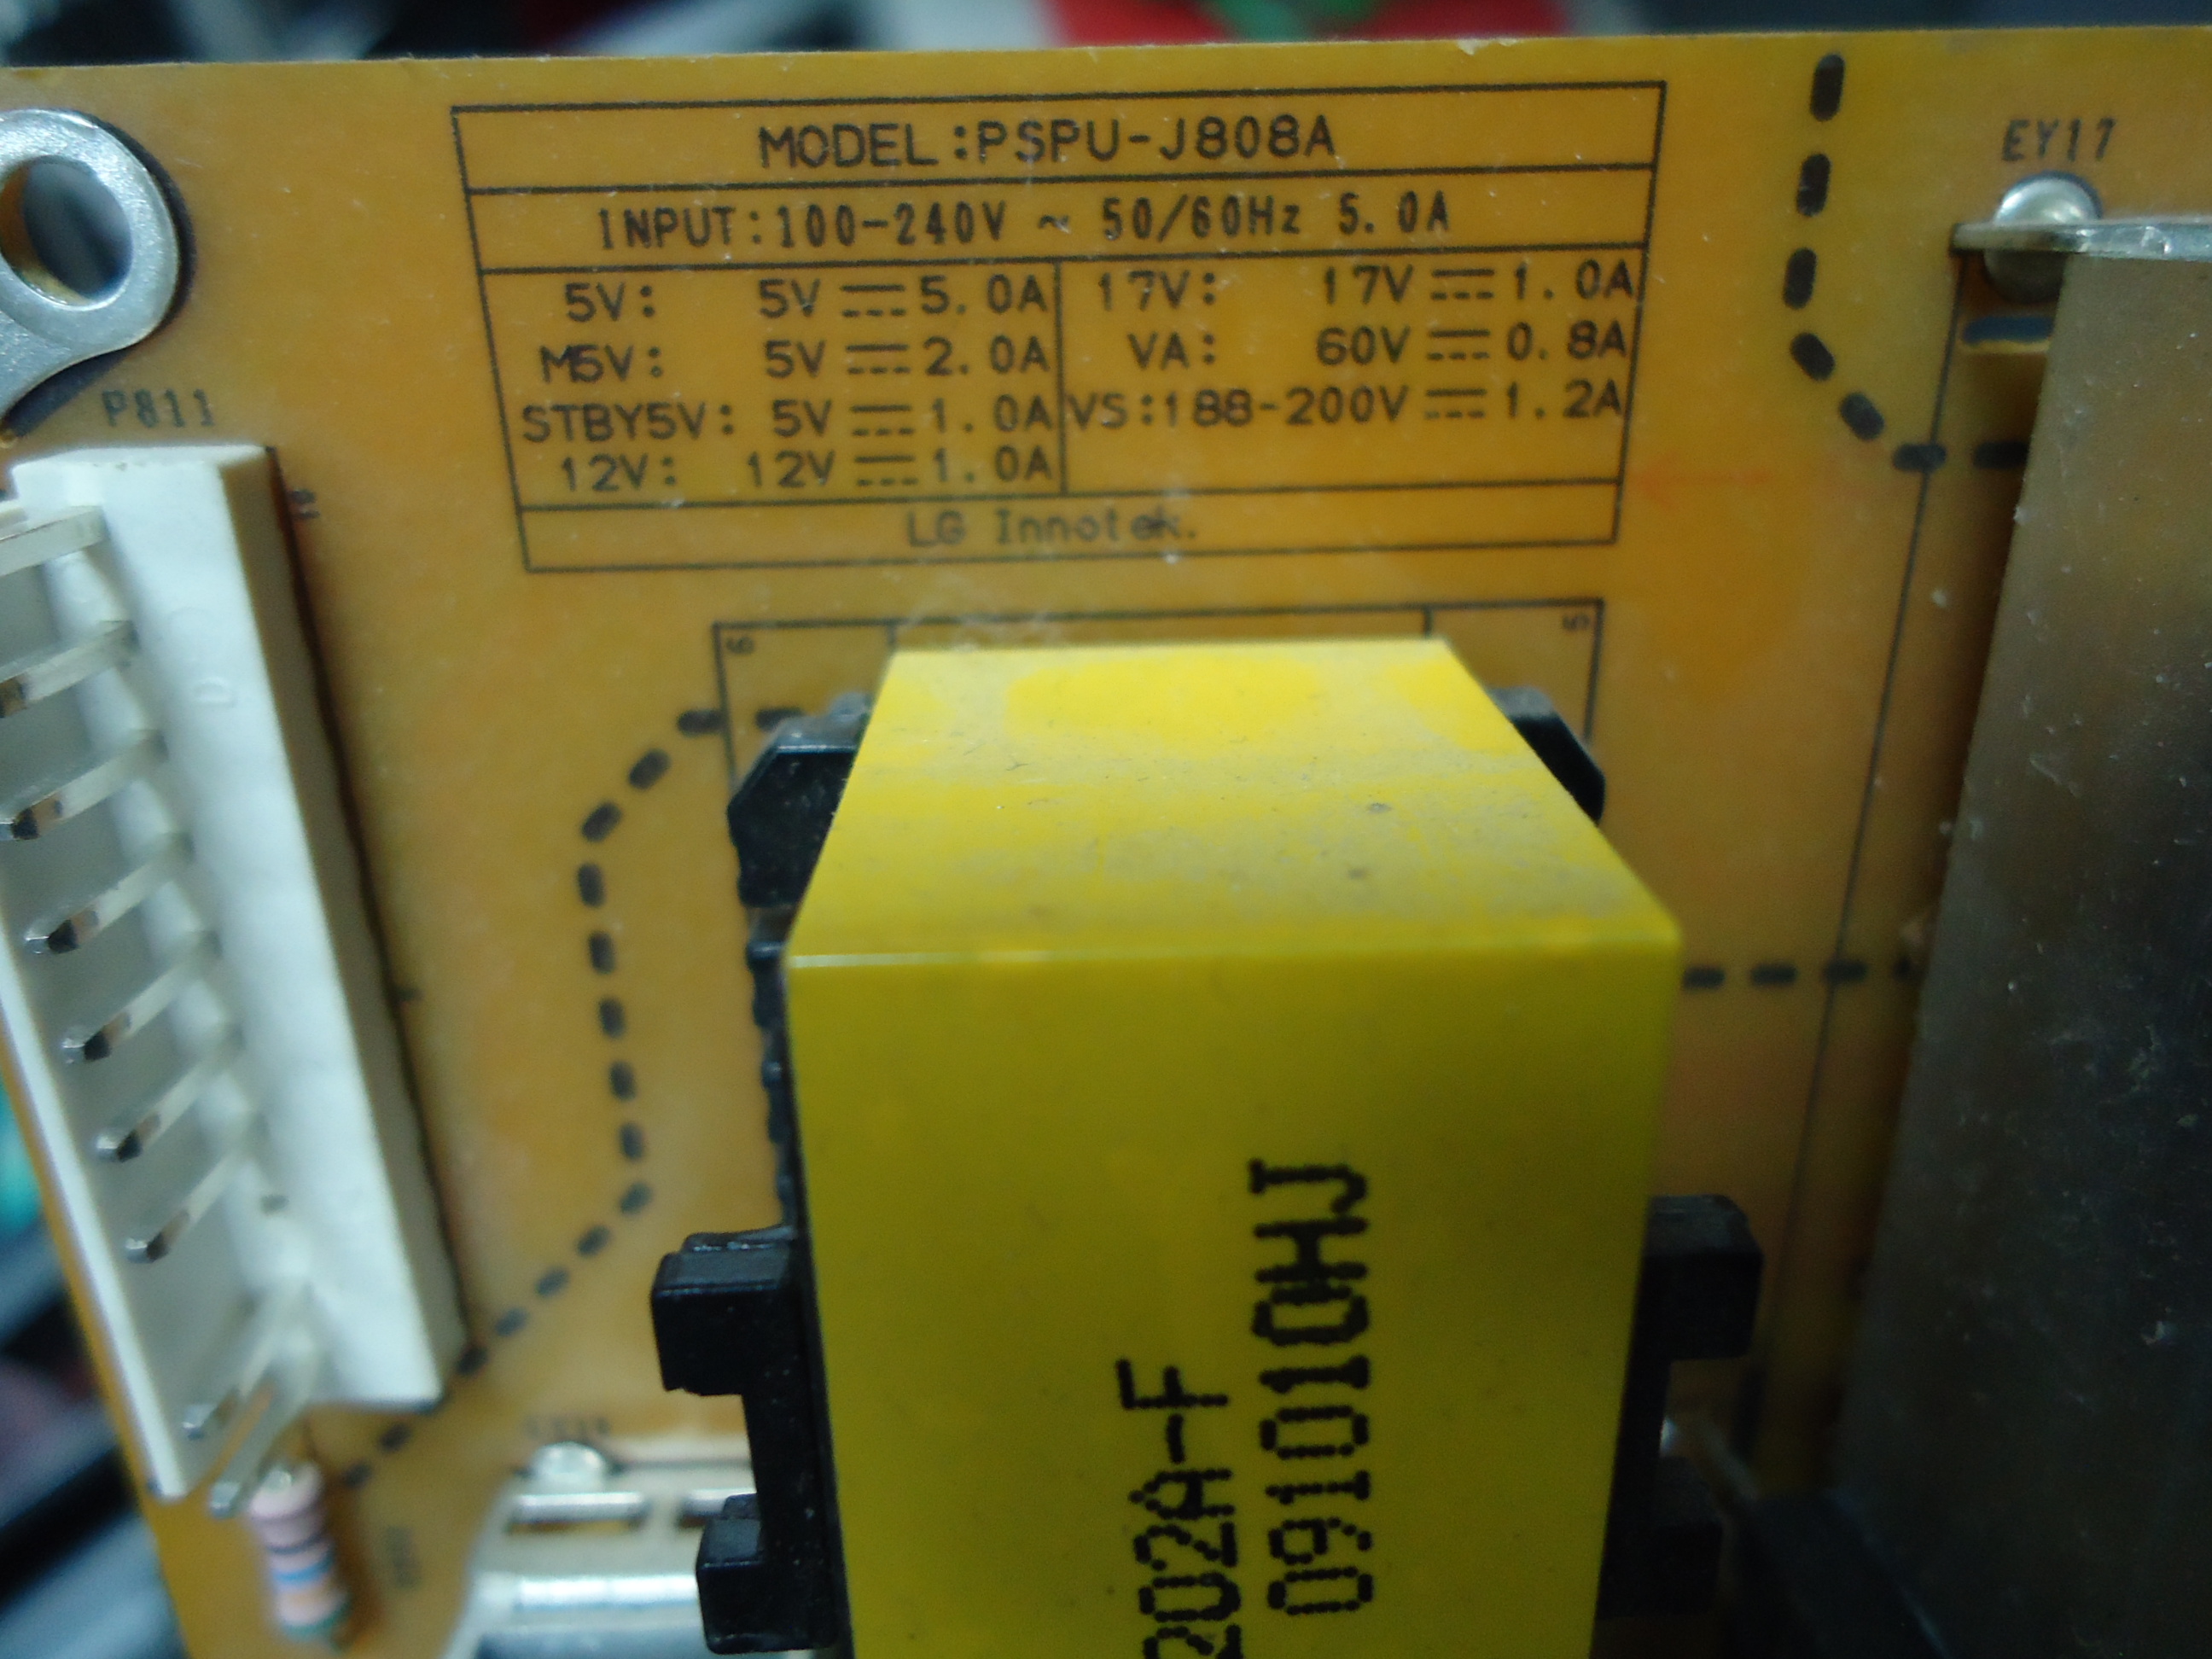 MODEL:PSPU-J808A
EY17
INPUT:100-240V ~ 50/60Hz 5.0A
5V: 5V 5.0A 17V: 17V 1.0A
M5V: 5V 2.0A VA: 60V 0.8A
STBY5V: 5V 1.0A VS:188-200V 1.2A
12V: 12V 1.0A
P811
LG Innotek.
202A-F
091010HJ